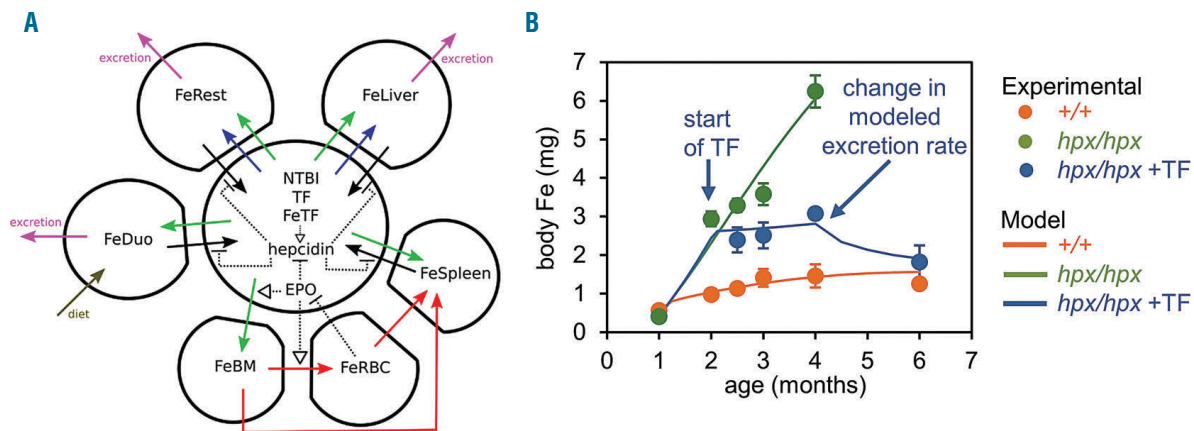 A
excretion
excretion
FeRest
FeLiver
NTBI
TF
FeTF
hepcidin
EPO
excretion
FeDuo
diet
FeSpleen
FeBM
FeRBC
B
body Fe (mg)
7
6
5
4
3
2
1
0
0 1 2 3 4 5 6 7
age (months)
start
of TF
change in
modeled
excretion rate
Experimental
+/+
hpx/hpx
hpx/hpx +TF
Model
+/+
hpx/hpx
hpx/hpx +TF